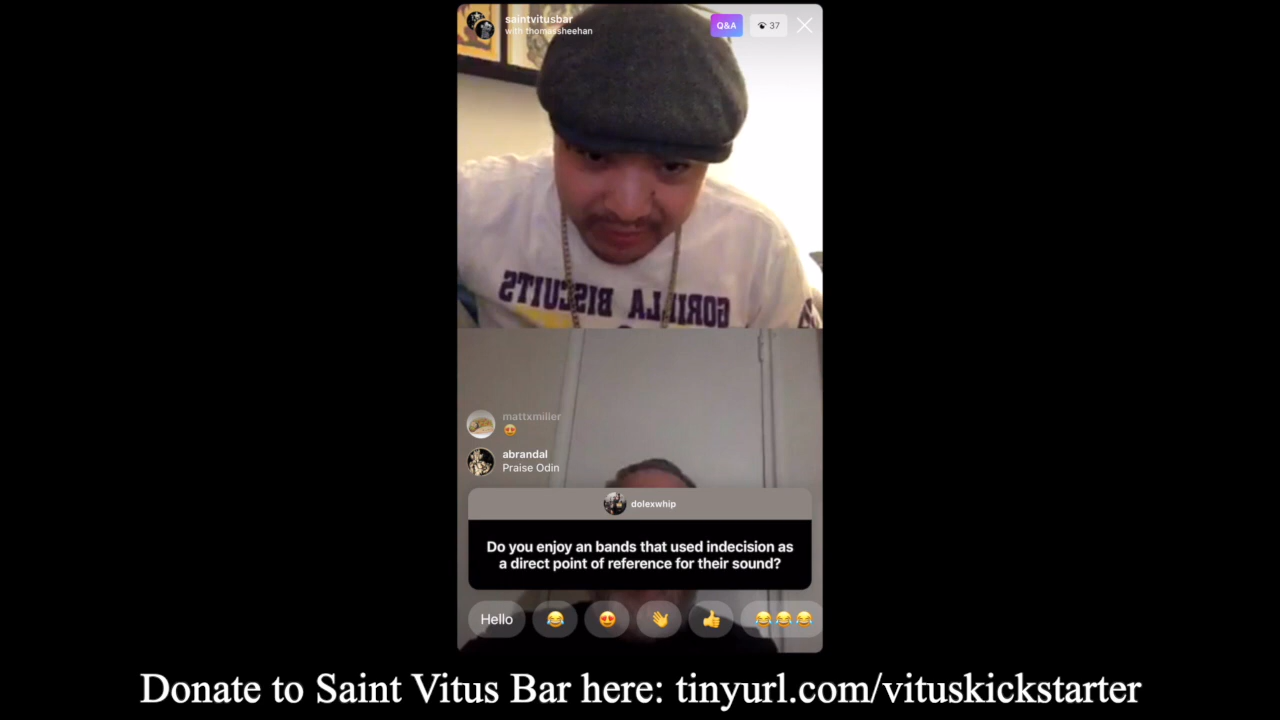 saintvitusbar
with thomassheehan
Q&A
37
GORILLA BISCUITS
mattxmiller
abrandal
Praise Odin
dolexwhip
Do you enjoy an bands that used indecision as
a direct point of reference for their sound?
Hello
Donate to Saint Vitus Bar here: tinyurl.com/vituskickstarter